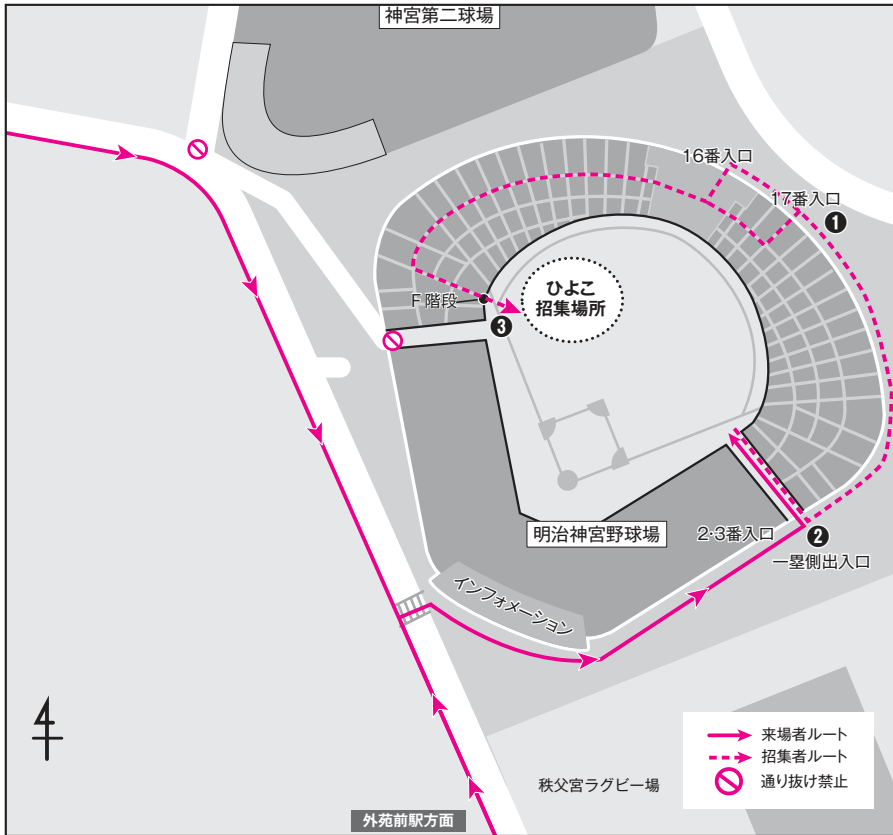 神宮第二球場
16番入口
17番入口
❶
F階段
❸
ひよこ
招集場所
明治神宮野球場
2・3番入口
❷
一塁側出入口
インフォメーション
秩父宮ラグビー場
外苑前駅方面
来場者ルート
招集者ルート
通り抜け禁止